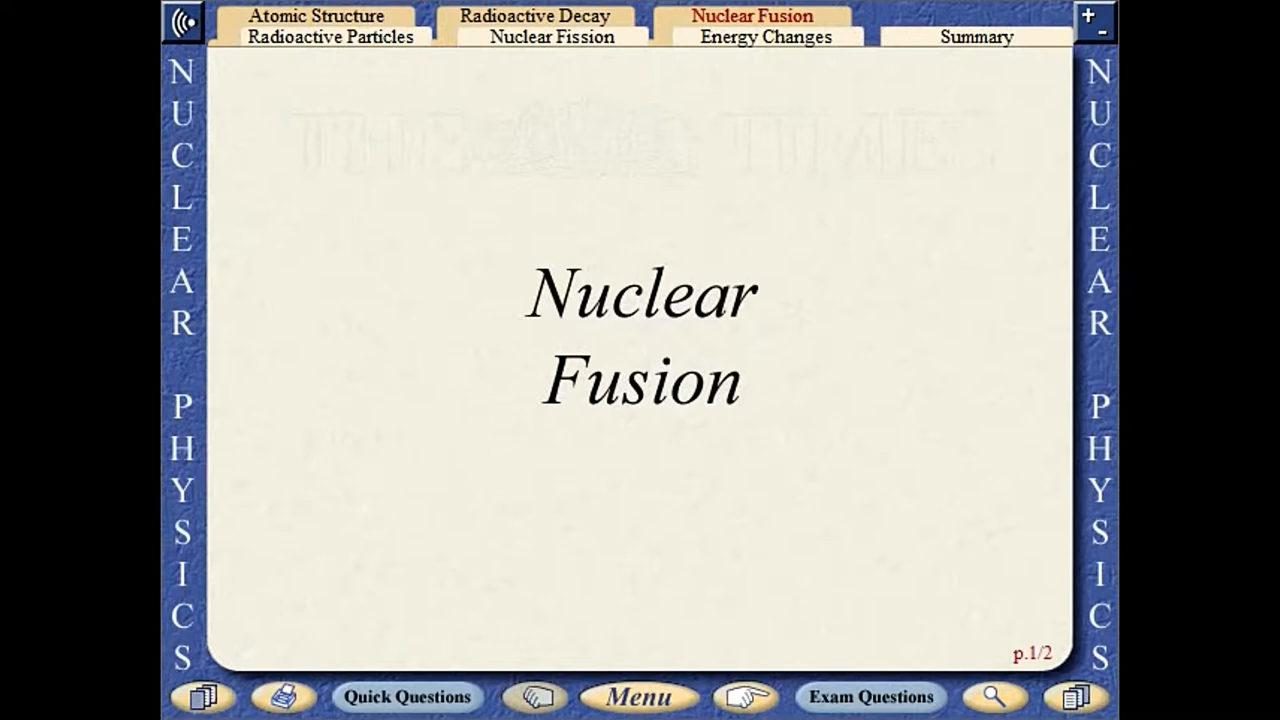 Atomic Structure
Radioactive Decay
Nuclear Fusion
Radioactive Particles
Nuclear Fission
Energy Changes
Summary
+
-
NUCLEAR PHYSICS
Nuclear
Fusion
NUCLEAR PHYSICS
p.1/2
Quick Questions
Menu
Exam Questions